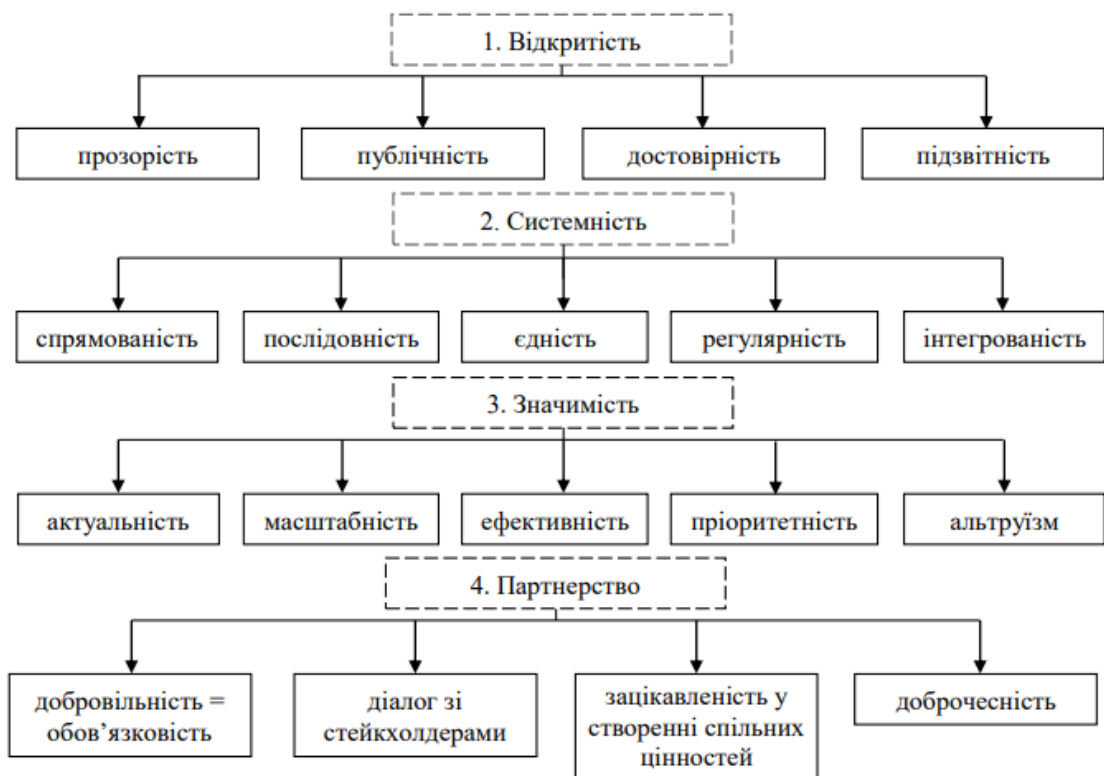 1. Відкритість
прозорість
публічність
достовірність
підзвітність
2. Системність
спрямованість
послідовність
єдність
регулярність
інтегрованість
3. Значимість
актуальність
масштабність
ефективність
пріоритетність
альтруїзм
4. Партнерство
добровільність =
обов’язковість
діалог зі
стейкхолдерами
зацікавленість у
створенні спільних
цінностей
доброчесність